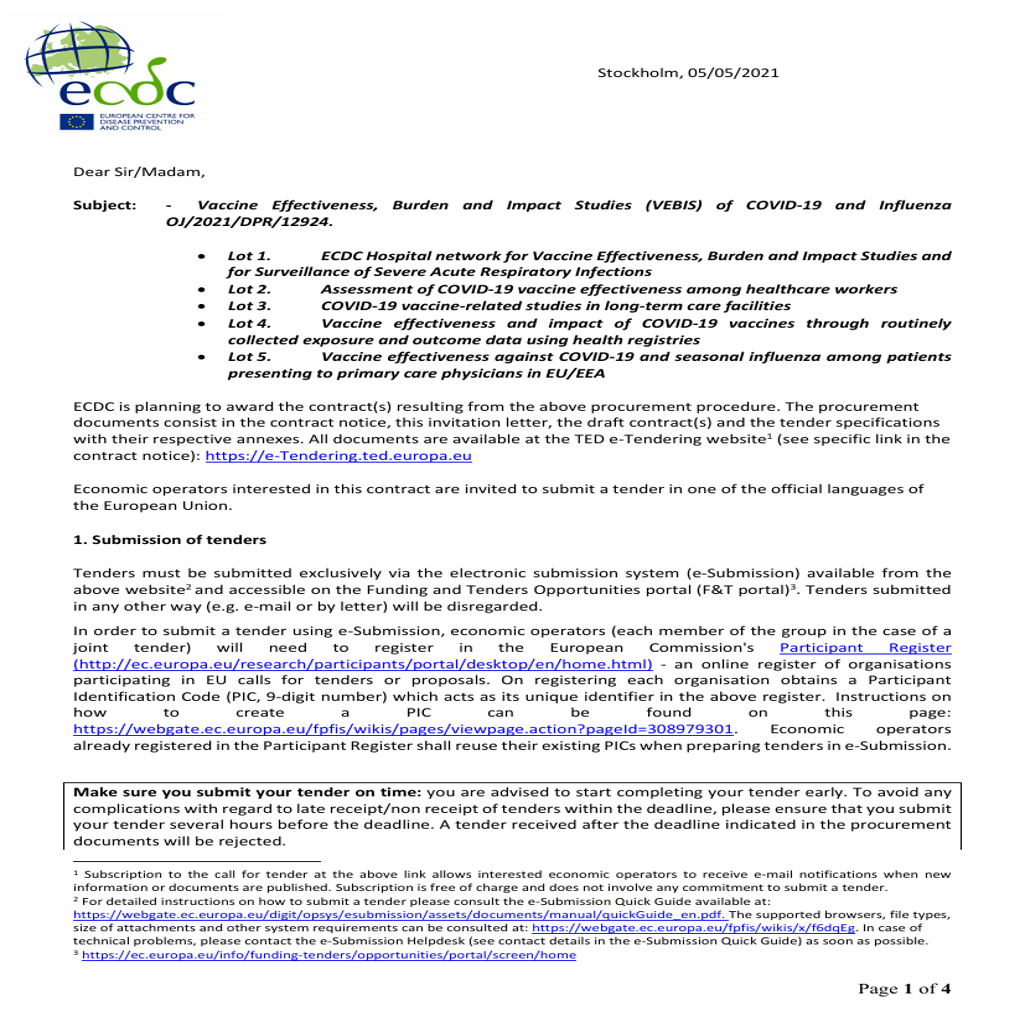 ecdc
EUROPEAN CENTRE FOR
DISEASE PREVENTION
AND CONTROL
Stockholm, 05/05/2021
Dear Sir/Madam,
Subject: - Vaccine Effectiveness, Burden and Impact Studies (VEBIS) of COVID-19 and Influenza
OJ/2021/DPR/12924.
• Lot 1. ECDC Hospital network for Vaccine Effectiveness, Burden and Impact Studies and
for Surveillance of Severe Acute Respiratory Infections
• Lot 2. Assessment of COVID-19 vaccine effectiveness among healthcare workers
• Lot 3. COVID-19 vaccine-related studies in long-term care facilities
• Lot 4. Vaccine effectiveness and impact of COVID-19 vaccines through routinely
collected exposure and outcome data using health registries
• Lot 5. Vaccine effectiveness against COVID-19 and seasonal influenza among patients
presenting to primary care physicians in EU/EEA
ECDC is planning to award the contract(s) resulting from the above procurement procedure. The procurement
documents consist in the contract notice, this invitation letter, the draft contract(s) and the tender specifications
with their respective annexes. All documents are available at the TED e-Tendering website¹ (see specific link in the
contract notice): https://e-Tendering.ted.europa.eu
Economic operators interested in this contract are invited to submit a tender in one of the official languages of
the European Union.
1. Submission of tenders
Tenders must be submitted exclusively via the electronic submission system (e-Submission) available from the
above website² and accessible on the Funding and Tenders Opportunities portal (F&T portal)³. Tenders submitted
in any other way (e.g. e-mail or by letter) will be disregarded.
In order to submit a tender using e-Submission, economic operators (each member of the group in the case of a
joint tender) will need to register in the European Commission's Participant Register
(http://ec.europa.eu/research/participants/portal/desktop/en/home.html) - an online register of organisations
participating in EU calls for tenders or proposals. On registering each organisation obtains a Participant
Identification Code (PIC, 9-digit number) which acts as its unique identifier in the above register. Instructions on
how to create a PIC can be found on this page:
https://webgate.ec.europa.eu/fpfis/wikis/pages/viewpage.action?pageId=308979301. Economic operators
already registered in the Participant Register shall reuse their existing PICs when preparing tenders in e-Submission.
Make sure you submit your tender on time: you are advised to start completing your tender early. To avoid any
complications with regard to late receipt/non receipt of tenders within the deadline, please ensure that you submit
your tender several hours before the deadline. A tender received after the deadline indicated in the procurement
documents will be rejected.
¹ Subscription to the call for tender at the above link allows interested economic operators to receive e-mail notifications when new
information or documents are published. Subscription is free of charge and does not involve any commitment to submit a tender.
² For detailed instructions on how to submit a tender please consult the e-Submission Quick Guide available at:
https://webgate.ec.europa.eu/digit/opsys/esubmission/assets/documents/manual/quickGuide_en.pdf. The supported browsers, file types,
size of attachments and other system requirements can be consulted at: https://webgate.ec.europa.eu/fpfis/wikis/x/f6dqEg. In case of
technical problems, please contact the e-Submission Helpdesk (see contact details in the e-Submission Quick Guide) as soon as possible.
³ https://ec.europa.eu/info/funding-tenders/opportunities/portal/screen/home
Page 1 of 4